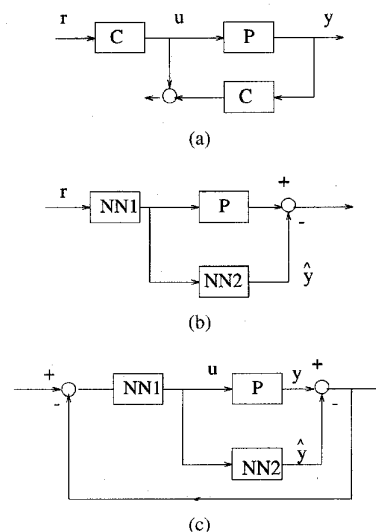 r u y
C P
C
(a)
+
r NN1 P
-
NN2 ŷ
(b)
+ u y +
NN1 P
- -
NN2 ŷ
(c)